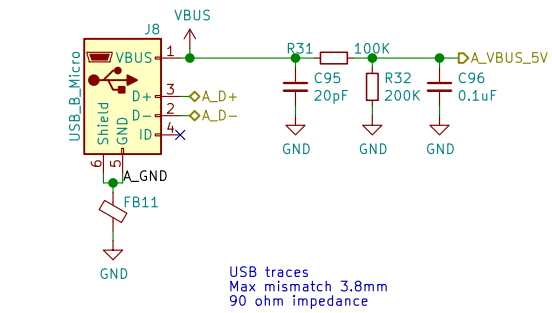 VBUS
J8
R31
100K
USB_B_Micro
VBUS
1
A_VBUS_5V
C95
20pF
R32
200K
C96
0.1uF
D+
3
A_D+
D-
2
A_D-
ID
4
Shield
GND
GND
GND
GND
6
5
A_GND
FB11
GND
USB traces
Max mismatch 3.8mm
90 ohm impedance